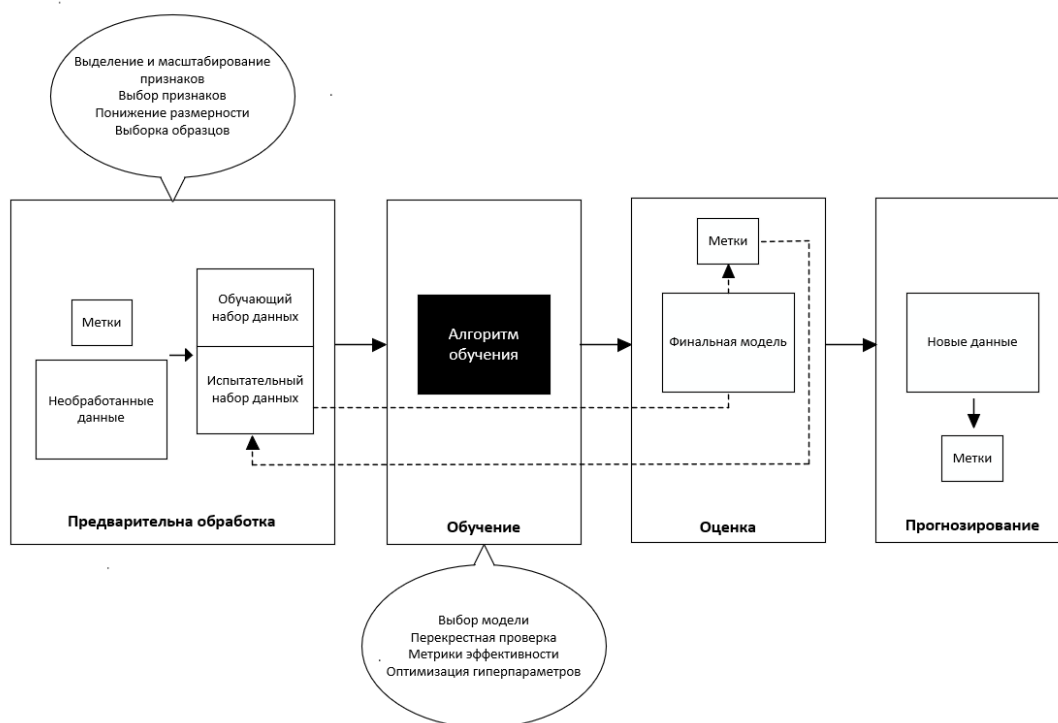 Выделение и масштабирование
признаков
Выбор признаков
Понижение размерности
Выборка образцов
Метки
Необработанные
данные
Обучающий
набор данных
Испытательный
набор данных
Предварительна обработка
Алгоритм
обучения
Обучение
Метки
Финальная модель
Оценка
Новые данные
Метки
Прогнозирование
Выбор модели
Перекрестная проверка
Метрики эффективности
Оптимизация гиперпараметров